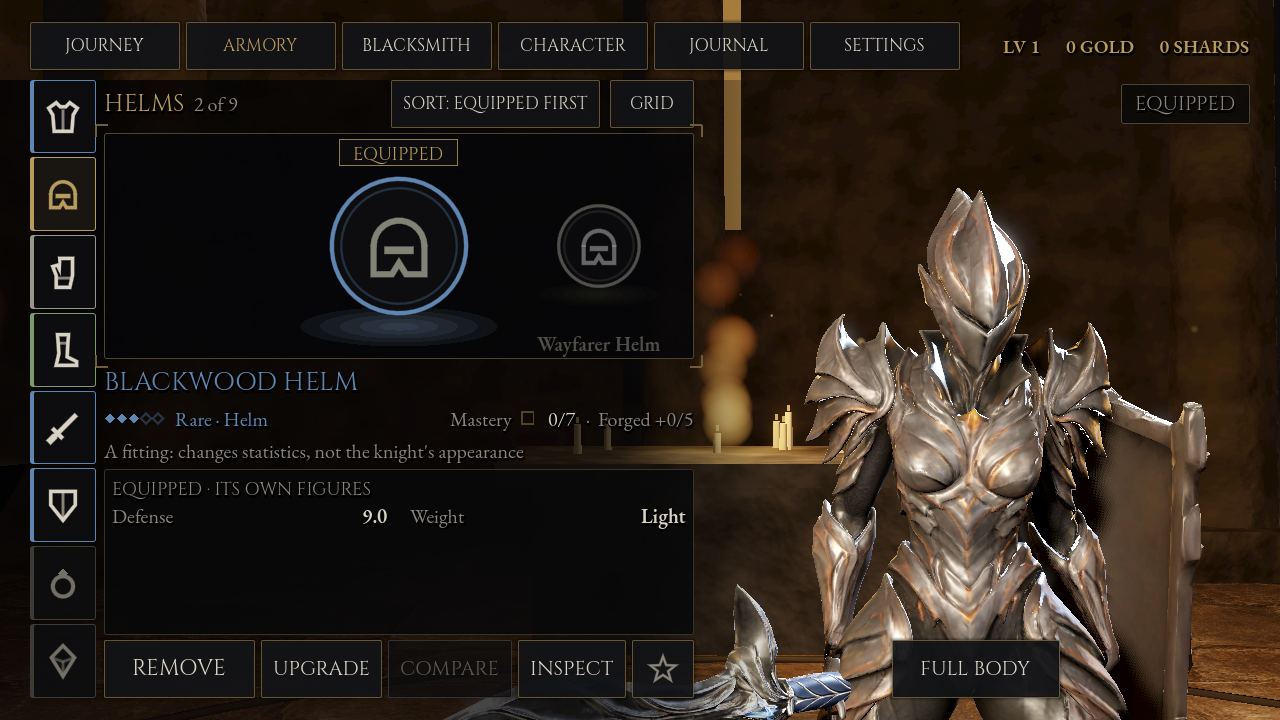 JOURNEY
ARMORY
BLACKSMITH
CHARACTER
JOURNAL
SETTINGS
LV 1
0 GOLD
0 SHARDS
HELMS 2 of 9
SORT: EQUIPPED FIRST
GRID
EQUIPPED
EQUIPPED
Wayfarer Helm
BLACKWOOD HELM
Rare · Helm
Mastery 0/7 · Forged +0/5
A fitting: changes statistics, not the knight's appearance
EQUIPPED · ITS OWN FIGURES
Defense 9.0 Weight Light
REMOVE
UPGRADE
COMPARE
INSPECT
FULL BODY